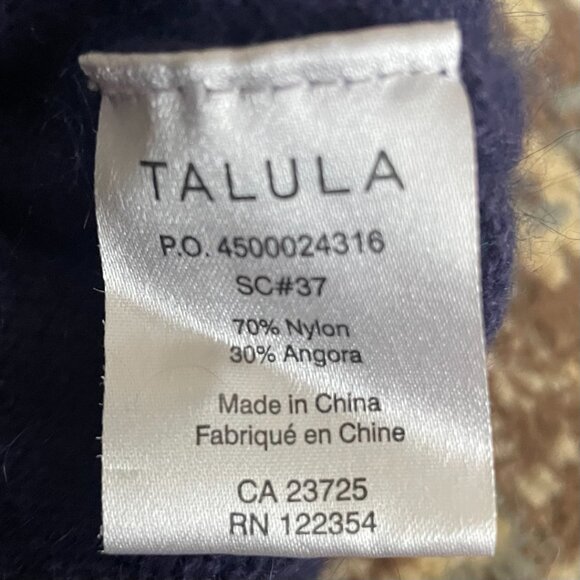 TALULA
P.O. 4500024316
SC#37
70% Nylon
30% Angora
Made in China
Fabriqué en Chine
CA 23725
RN 122354